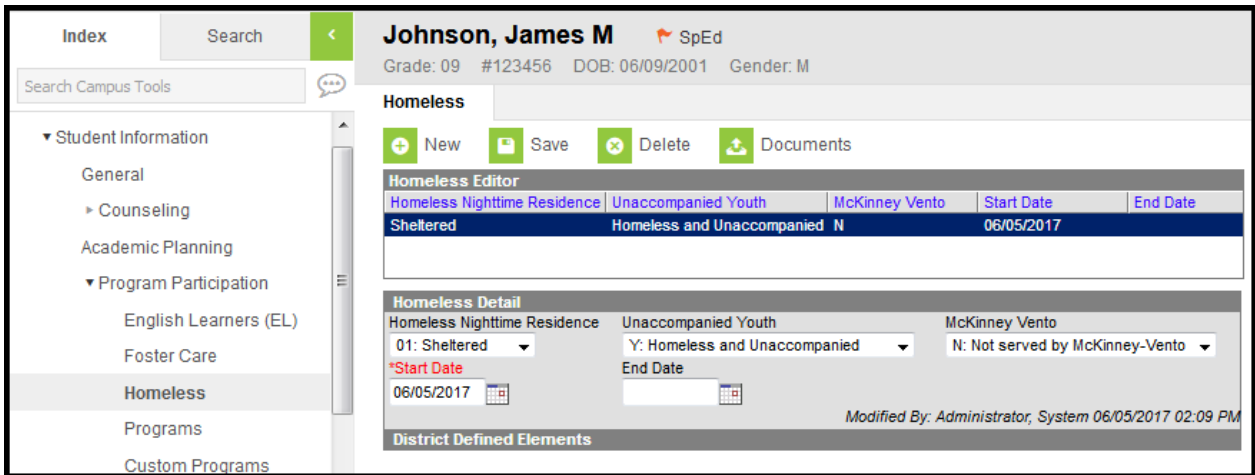 Index Search
Search Campus Tools
Student Information
General
Counseling
Academic Planning
Program Participation
English Learners (EL)
Foster Care
Homeless
Programs
Custom Programs
Johnson, James M SpEd
Grade: 09 #123456 DOB: 06/09/2001 Gender: M
Homeless
New Save Delete Documents
Homeless Editor
Homeless Nighttime Residence Unaccompanied Youth McKinney Vento Start Date End Date
Sheltered Homeless and Unaccompanied N 06/05/2017
Homeless Detail
Homeless Nighttime Residence Unaccompanied Youth McKinney Vento
01: Sheltered Y: Homeless and Unaccompanied N: Not served by McKinney-Vento
*Start Date End Date
06/05/2017
Modified By: Administrator, System 06/05/2017 02:09 PM
District Defined Elements